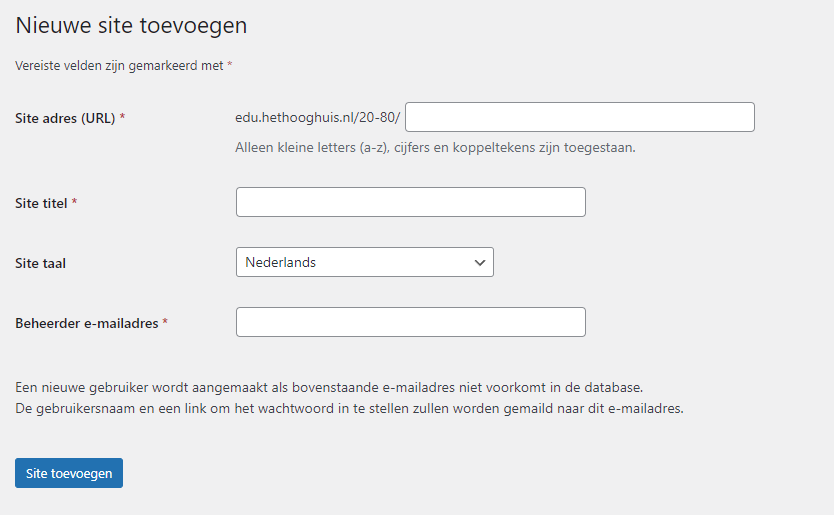 Nieuwe site toevoegen
Vereiste velden zijn gemarkeerd met *
Site adres (URL) * edu.hethooghuis.nl/20-80/
Alleen kleine letters (a-z), cijfers en koppeltekens zijn toegestaan.
Site titel *
Site taal Nederlands
Beheerder e-mailadres *
Een nieuwe gebruiker wordt aangemaakt als bovenstaande e-mailadres niet voorkomt in de database.
De gebruikersnaam en een link om het wachtwoord in te stellen zullen worden gemaild naar dit e-mailadres.
Site toevoegen